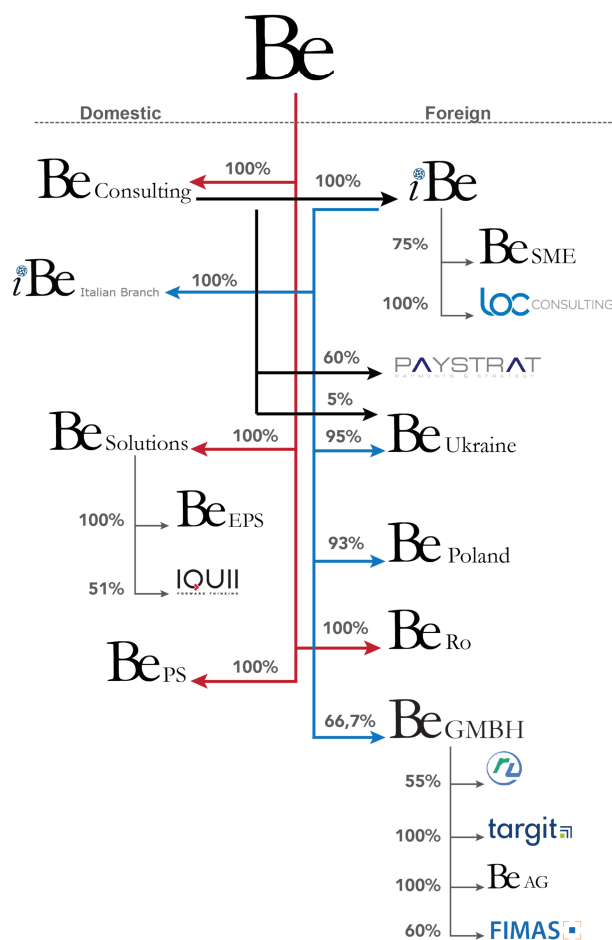 Be
Domestic
Foreign
100%
100%
Be Consulting
iBe
75%
Be SME
100%
iBe Italian Branch
100%
loc CONSULTING
60%
PAYSTRAT
PAYMENTS & STRATEGY
5%
Be Solutions
100%
95%
Be Ukraine
100%
Be EPS
93%
Be Poland
51%
IQUII
FORWARD THINKING
100%
Be Ro
Be PS
100%
66,7%
Be GMBH
55%
ru
100%
targit
100%
Be AG
60%
FIMAS